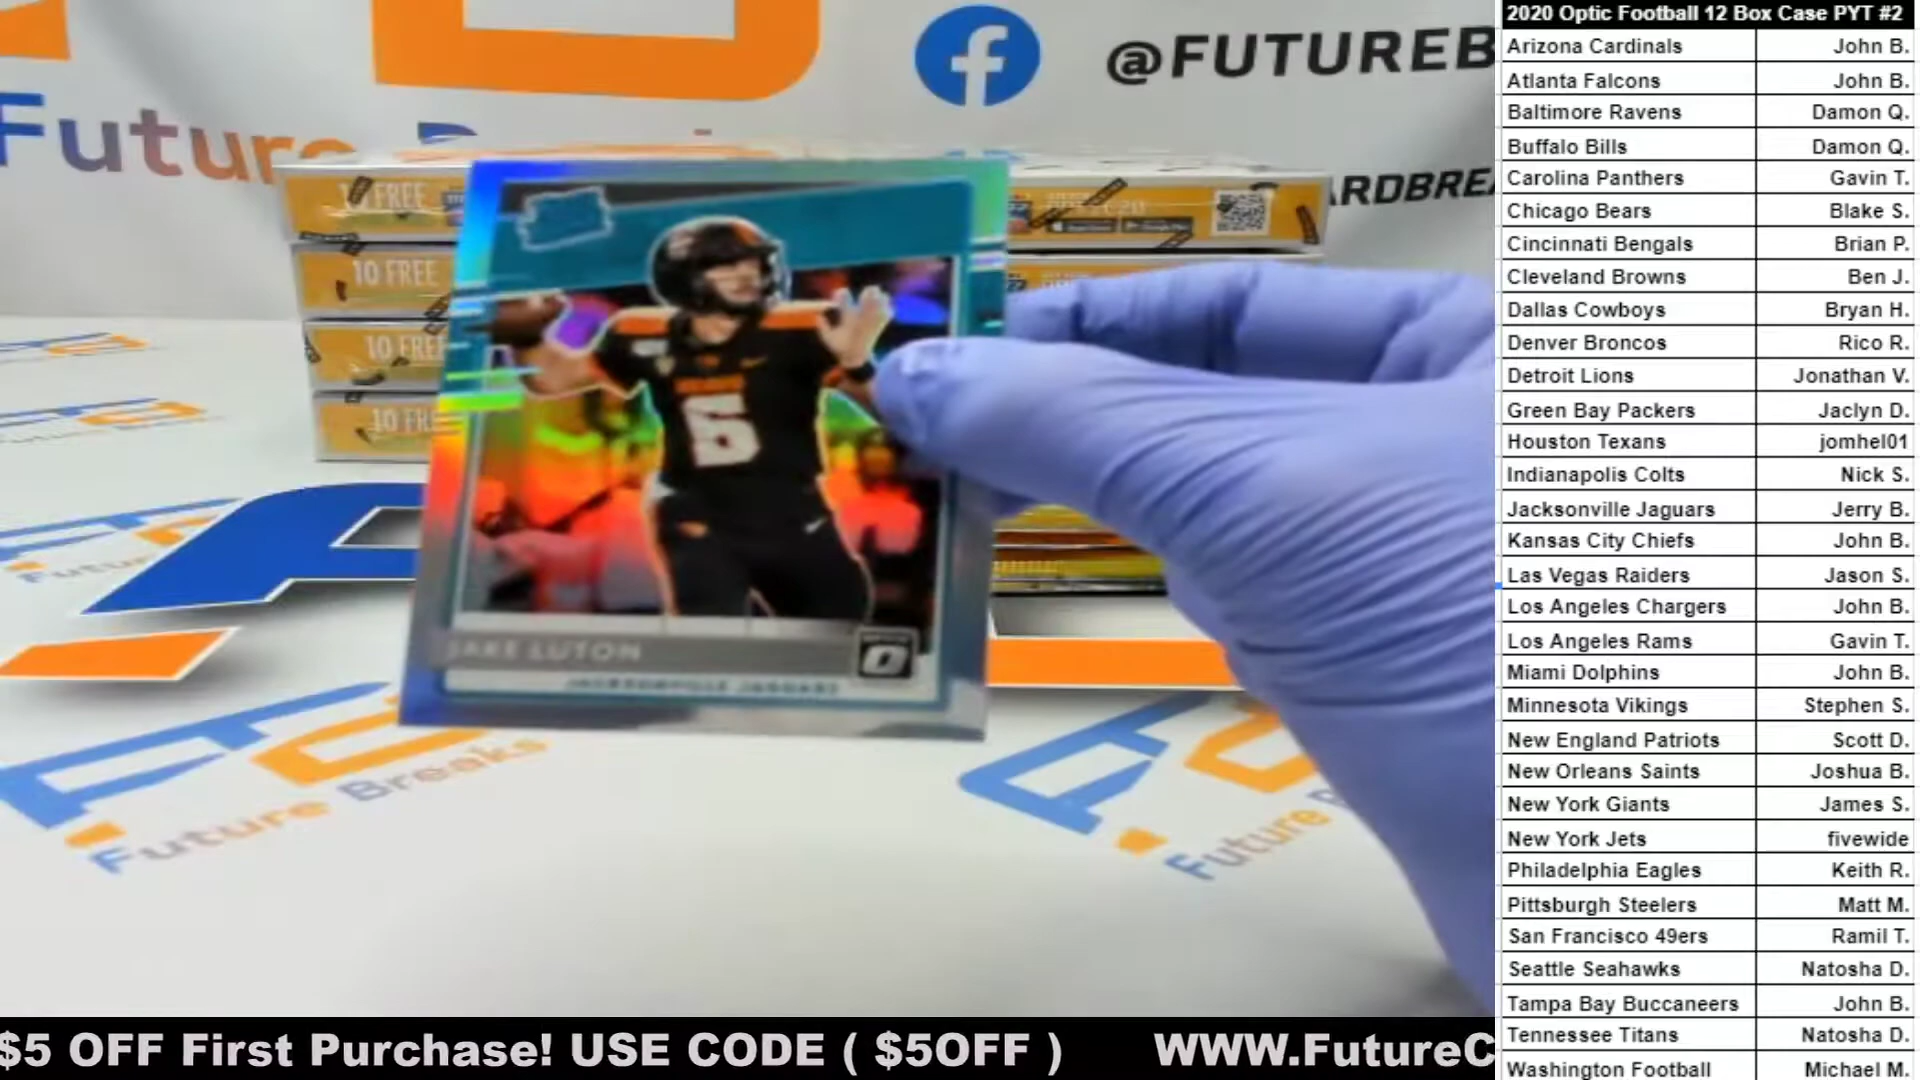 2020 Optic Football 12 Box Case PYT #2
Arizona Cardinals John B.
Atlanta Falcons John B.
Baltimore Ravens Damon Q.
Buffalo Bills Damon Q.
Carolina Panthers Gavin T.
Chicago Bears Blake S.
Cincinnati Bengals Brian P.
Cleveland Browns Ben J.
Dallas Cowboys Bryan H.
Denver Broncos Rico R.
Detroit Lions Jonathan V.
Green Bay Packers Jaclyn D.
Houston Texans jomhel01
Indianapolis Colts Nick S.
Jacksonville Jaguars Jerry B.
Kansas City Chiefs John B.
Las Vegas Raiders Jason S.
Los Angeles Chargers John B.
Los Angeles Rams Gavin T.
Miami Dolphins John B.
Minnesota Vikings Stephen S.
New England Patriots Scott D.
New Orleans Saints Joshua B.
New York Giants James S.
New York Jets fivewide
Philadelphia Eagles Keith R.
Pittsburgh Steelers Matt M.
San Francisco 49ers Ramil T.
Seattle Seahawks Natosha D.
Tampa Bay Buccaneers John B.
Tennessee Titans Natosha D.
Washington Football Michael M.
@FUTUREB
Future
ARDBREA
FREE
10 FREE
10 FREE
10 FRE
6
JAKE LUTON
JACKSONVILLE JAGUARS
Future Breaks
Future B
$5 OFF First Purchase! USE CODE ( $5OFF ) WWW.FutureC